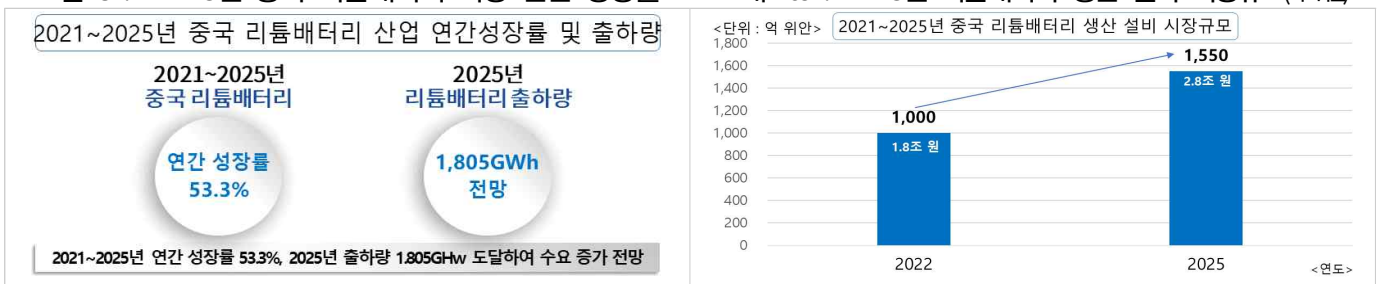 2021~2025년 중국 리튬배터리 산업 연간성장률 및 출하량
2021~2025년
중국 리튬배터리
2025년
리튬배터리 출하량
연간 성장률
53.3%
1,805GWh
전망
2021~2025년 연간 성장률 53.3%, 2025년 출하량 1.805GHw 도달하여 수요 증가 전망
<단위 : 억 위안>
2021~2025년 중국 리튬배터리 생산 설비 시장규모
1,800
1,600
1,400
1,200
1,000
800
600
400
200
0
1,000
1.8조 원
1,550
2.8조 원
2022
2025
<연도>